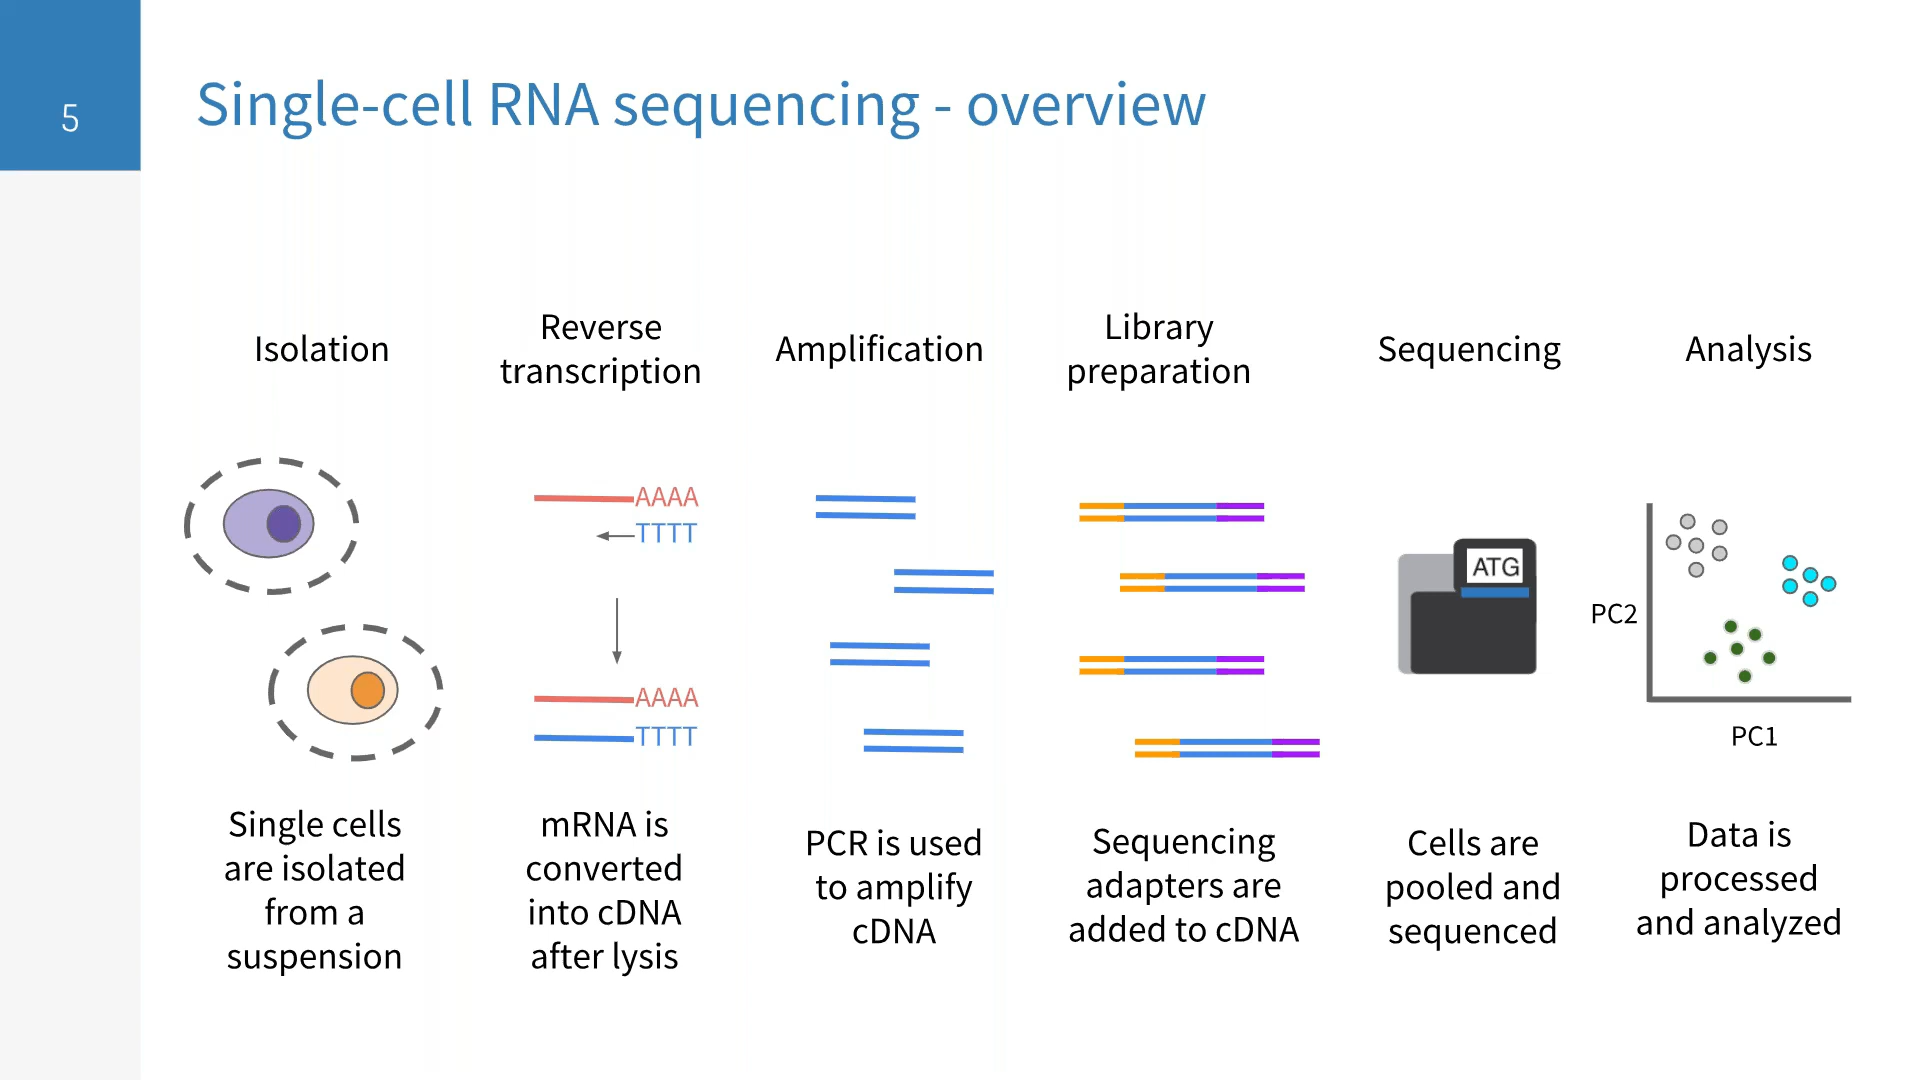 5
Single-cell RNA sequencing - overview
Isolation
Reverse
transcription
Amplification
Library
preparation
Sequencing
Analysis
AAAA
TTTT
AAAA
TTTT
ATG
PC2
PC1
Single cells
are isolated
from a
suspension
mRNA is
converted
into cDNA
after lysis
PCR is used
to amplify
cDNA
Sequencing
adapters are
added to cDNA
Cells are
pooled and
sequenced
Data is
processed
and analyzed